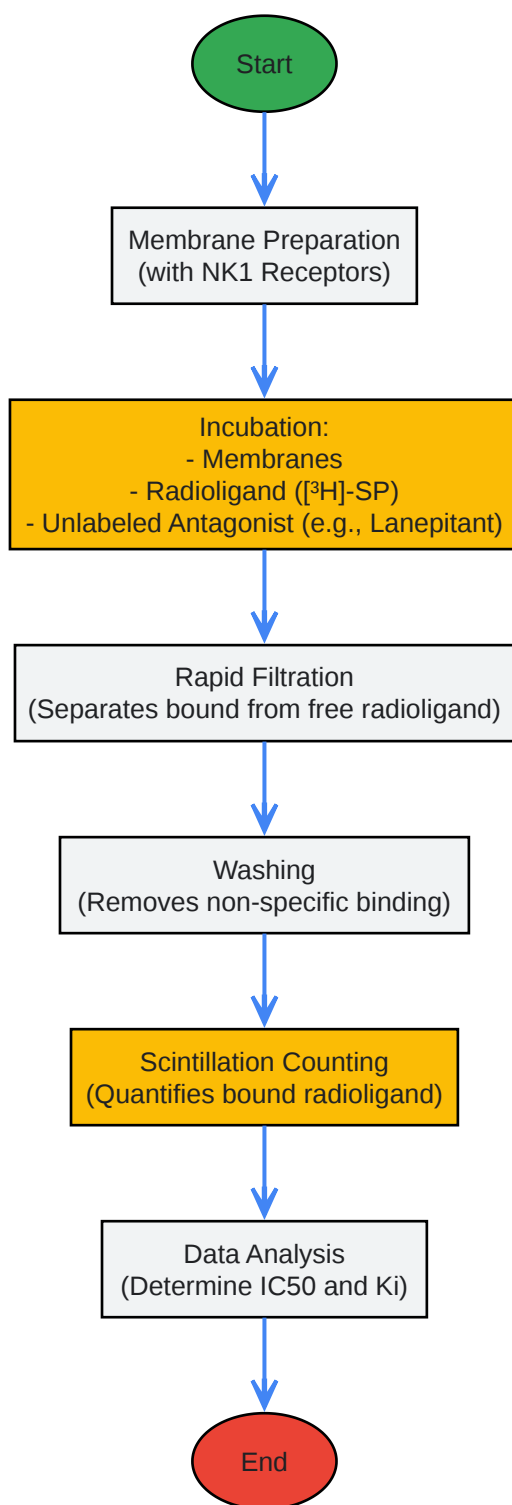 Start
Membrane Preparation
(with NK1 Receptors)
Incubation:
- Membranes
- Radioligand ([³H]-SP)
- Unlabeled Antagonist (e.g., Lanepitant)
Rapid Filtration
(Separates bound from free radioligand)
Washing
(Removes non-specific binding)
Scintillation Counting
(Quantifies bound radioligand)
Data Analysis
(Determine IC50 and Ki)
End